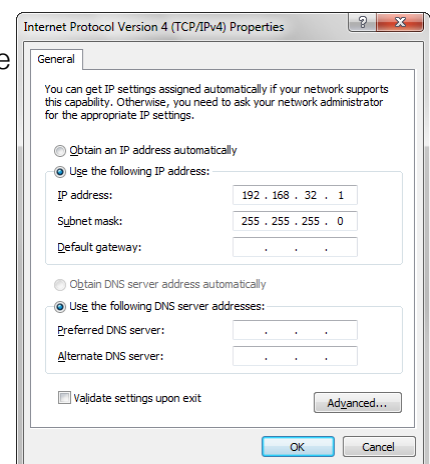 Internet Protocol Version 4 (TCP/IPv4) Properties
?
X
e
General
You can get IP settings assigned automatically if your network supports
this capability. Otherwise, you need to ask your network administrator
for the appropriate IP settings.
Obtain an IP address automatically
Use the following IP address:
IP address: 192 . 168 . 32 . 1
Subnet mask: 255 . 255 . 255 . 0
Default gateway: . . .
Obtain DNS server address automatically
Use the following DNS server addresses:
Preferred DNS server: . . .
Alternate DNS server: . . .
Validate settings upon exit
Advanced...
OK Cancel